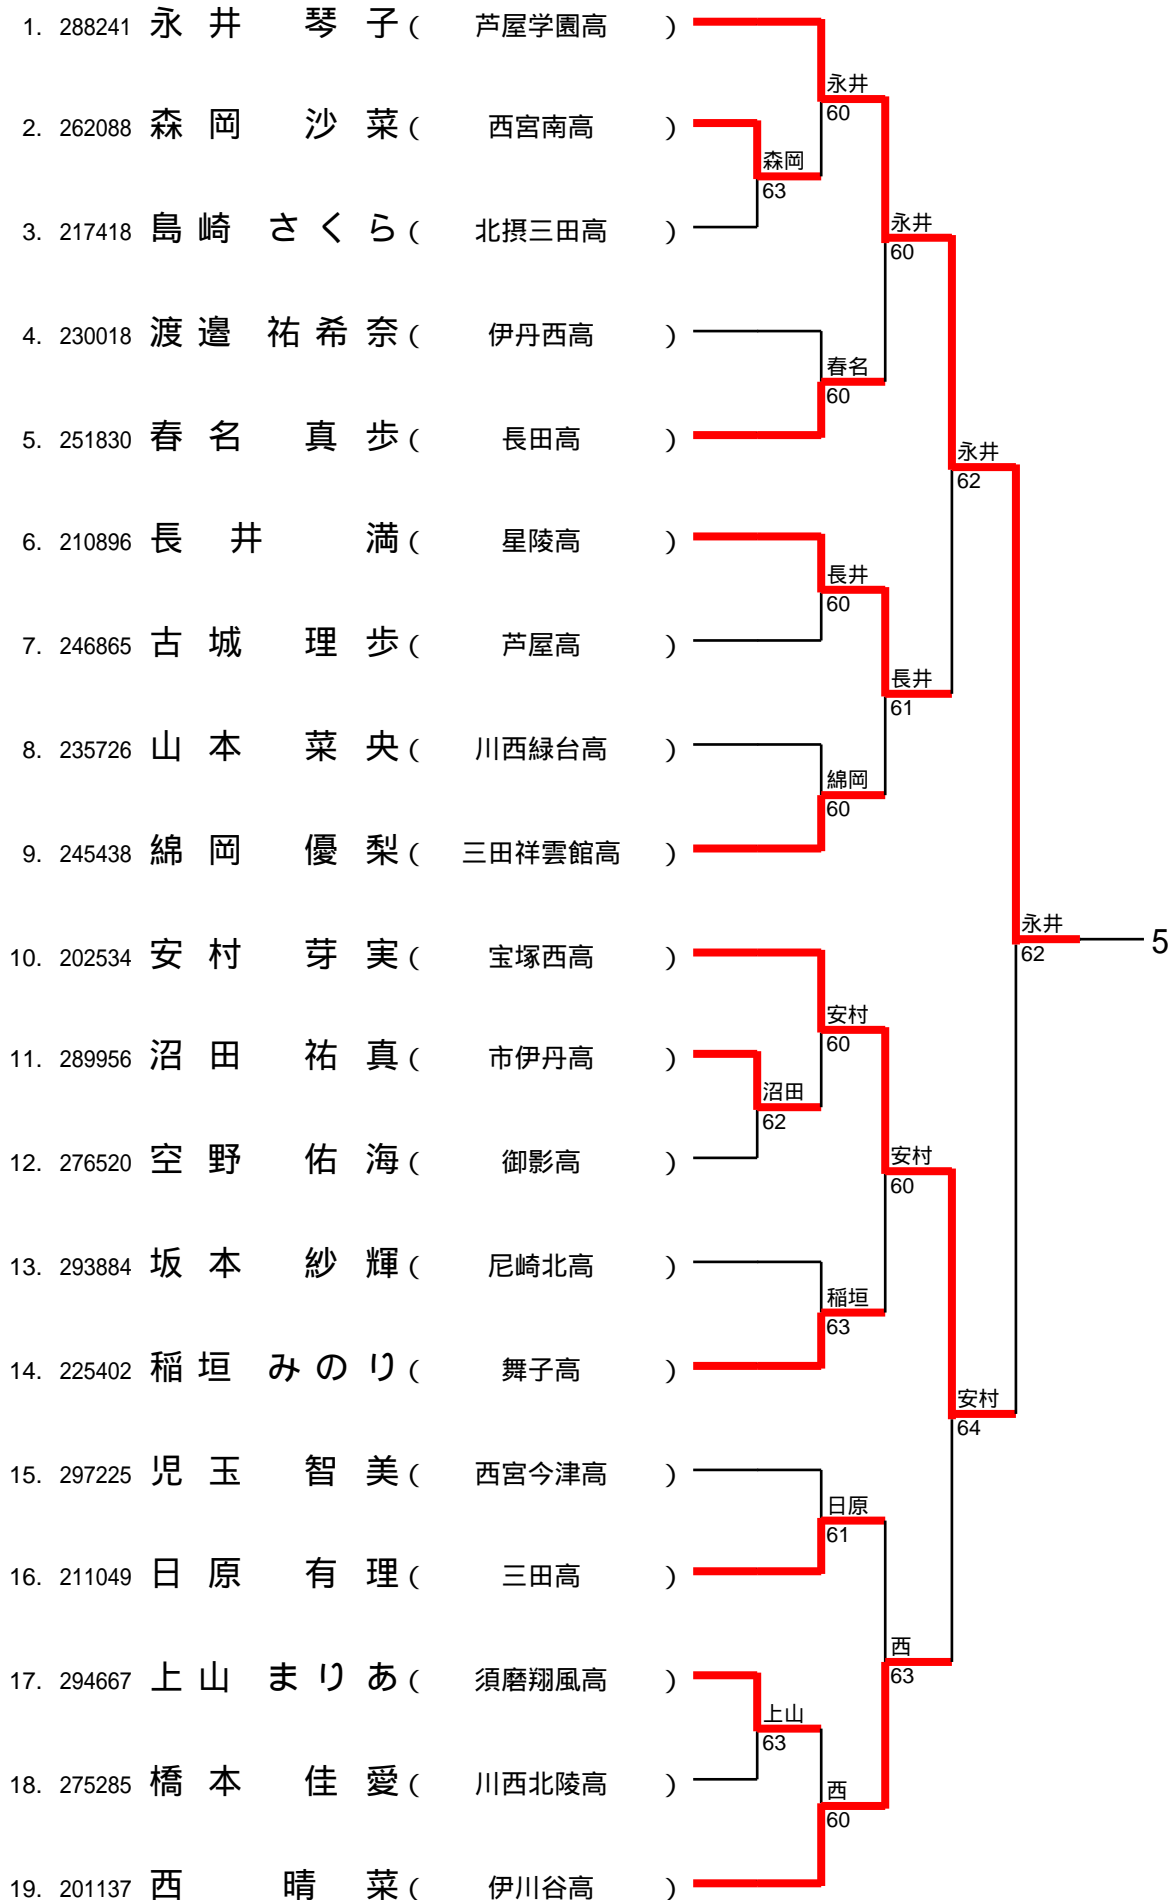 1. 288241 永井 琴子 ( 芦屋学園高 )
永井
60
2. 262088 森岡 沙菜 ( 西宮南高 )
森岡
63
3. 217418 島崎 さくら ( 北摂三田高 )
永井
60
4. 230018 渡邉 祐希奈 ( 伊丹西高 )
春名
60
5. 251830 春名 真歩 ( 長田高 )
永井
62
6. 210896 長井 満 ( 星陵高 )
長井
60
7. 246865 古城 理歩 ( 芦屋高 )
長井
61
8. 235726 山本 菜央 ( 川西緑台高 )
綿岡
60
9. 245438 綿岡 優梨 ( 三田祥雲館高 )
永井
62
5
10. 202534 安村 芽実 ( 宝塚西高 )
安村
60
11. 289956 沼田 祐真 ( 市伊丹高 )
沼田
62
12. 276520 空野 佑海 ( 御影高 )
安村
60
13. 293884 坂本 紗輝 ( 尼崎北高 )
稲垣
63
14. 225402 稲垣 みのり ( 舞子高 )
安村
64
15. 297225 児玉 智美 ( 西宮今津高 )
日原
61
16. 211049 日原 有理 ( 三田高 )
西
63
17. 294667 上山 まりあ ( 須磨翔風高 )
上山
63
18. 275285 橋本 佳愛 ( 川西北陵高 )
西
60
19. 201137 西 晴菜 ( 伊川谷高 )